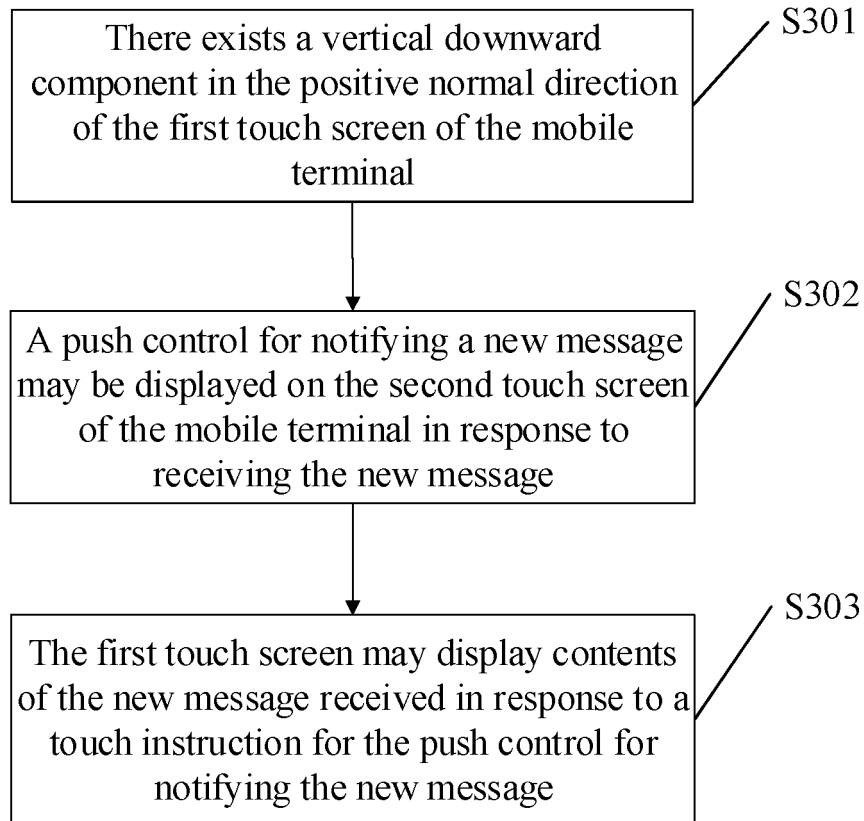 There exists a vertical downward
component in the positive normal direction
of the first touch screen of the mobile
terminal
S301
A push control for notifying a new message
may be displayed on the second touch screen
of the mobile terminal in response to
receiving the new message
S302
The first touch screen may display contents
of the new message received in response to a
touch instruction for the push control for
notifying the new message
S303